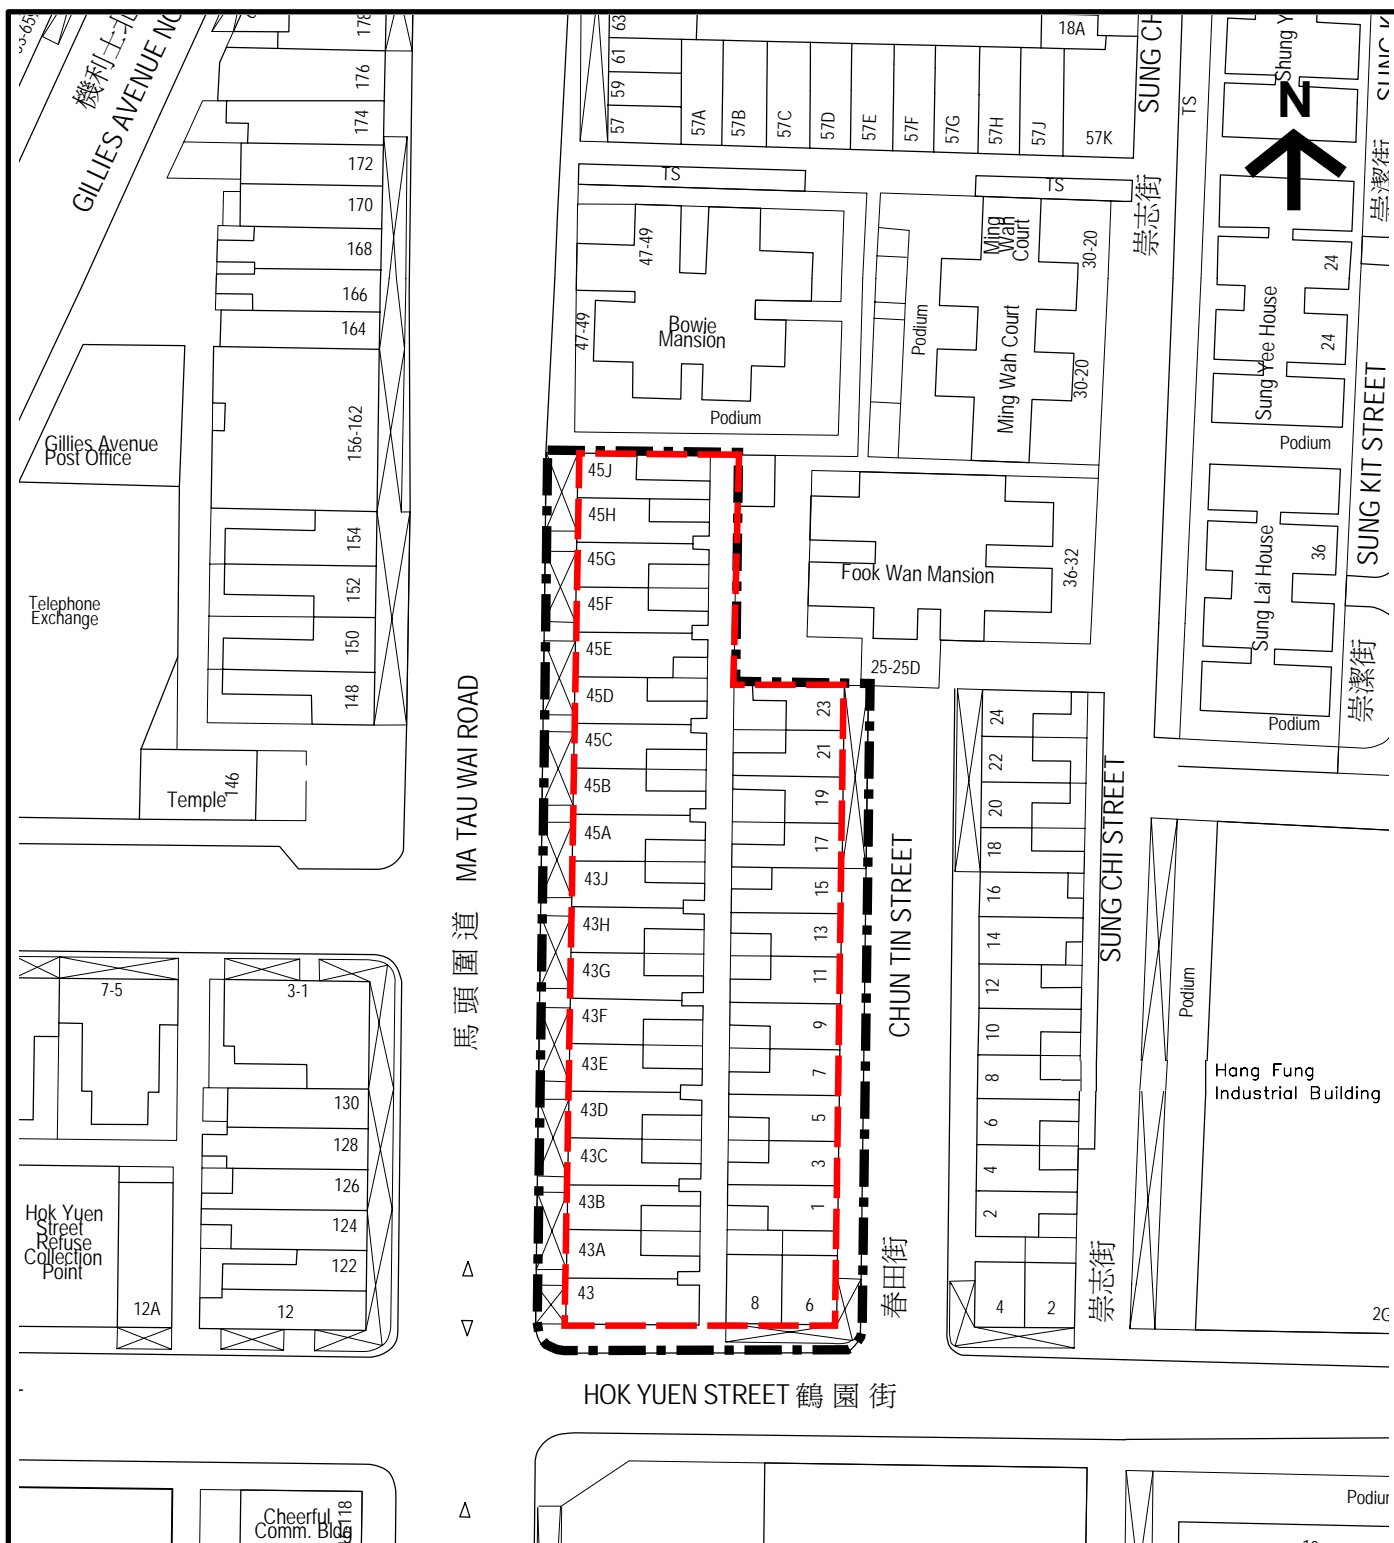 機利士北
GILLIES AVENUE NO
178
176
174
172
170
168
166
164
156-162
154
152
150
148
Gillies Avenue
Post Office
Telephone
Exchange
Temple
146
7-5
3-1
130
128
126
124
122
12
12A
Hok Yuen
Street
Refuse
Collection
Point
Cheerful
Comm. Bldg
馬頭圍道
MA TAU WAI ROAD
63
61
59
57
57A
57B
57C
57D
57E
57F
57G
57H
57J
57K
18A
TS
TS
TS
47-49
47-49
Bowie
Mansion
Podium
Podium
Ming
Wah
Court
Ming Wah Court
30-20
30-20
SUNG CH
崇志街
Shung Y
N
SUNG K
崇潔街
24
24
Sung Yee House
Podium
SUNG KIT STREET
36
Sung Lai House
Podium
崇潔街
Fook Wan Mansion
36-32
25-25D
45J
45H
45G
45F
45E
45D
45C
45B
45A
43J
43H
43G
43F
43E
43D
43C
43B
43A
43
23
21
19
17
15
13
11
9
7
5
3
1
8
6
CHUN TIN STREET
春田街
24
22
20
18
16
14
12
10
8
6
4
2
4
2
SUNG CHI STREET
崇志街
Podium
Hang Fung
Industrial Building
2G
HOK YUEN STREET 鶴園街
Podium